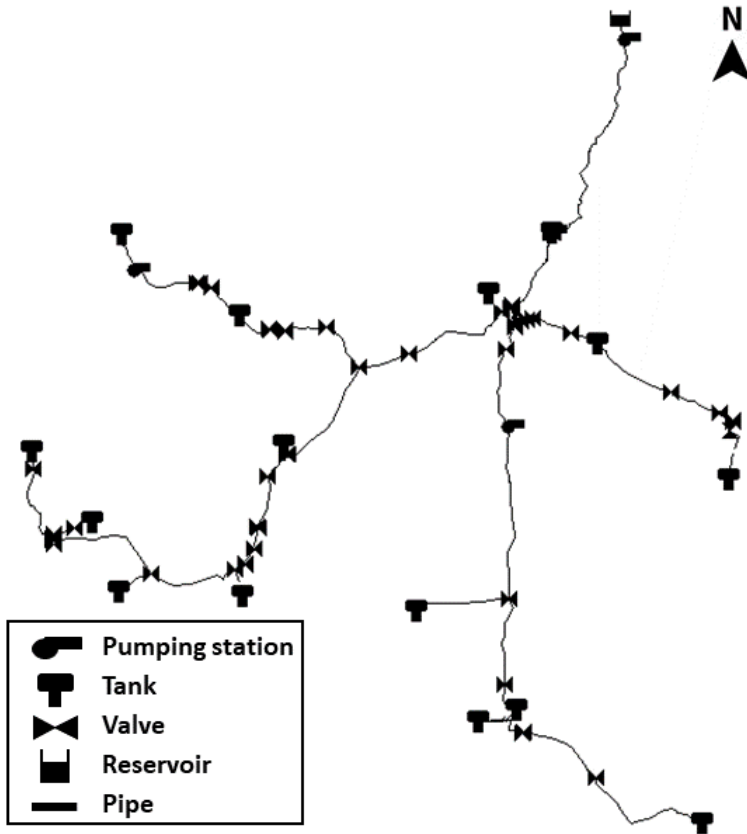 N
Pumping station
Tank
Valve
Reservoir
Pipe